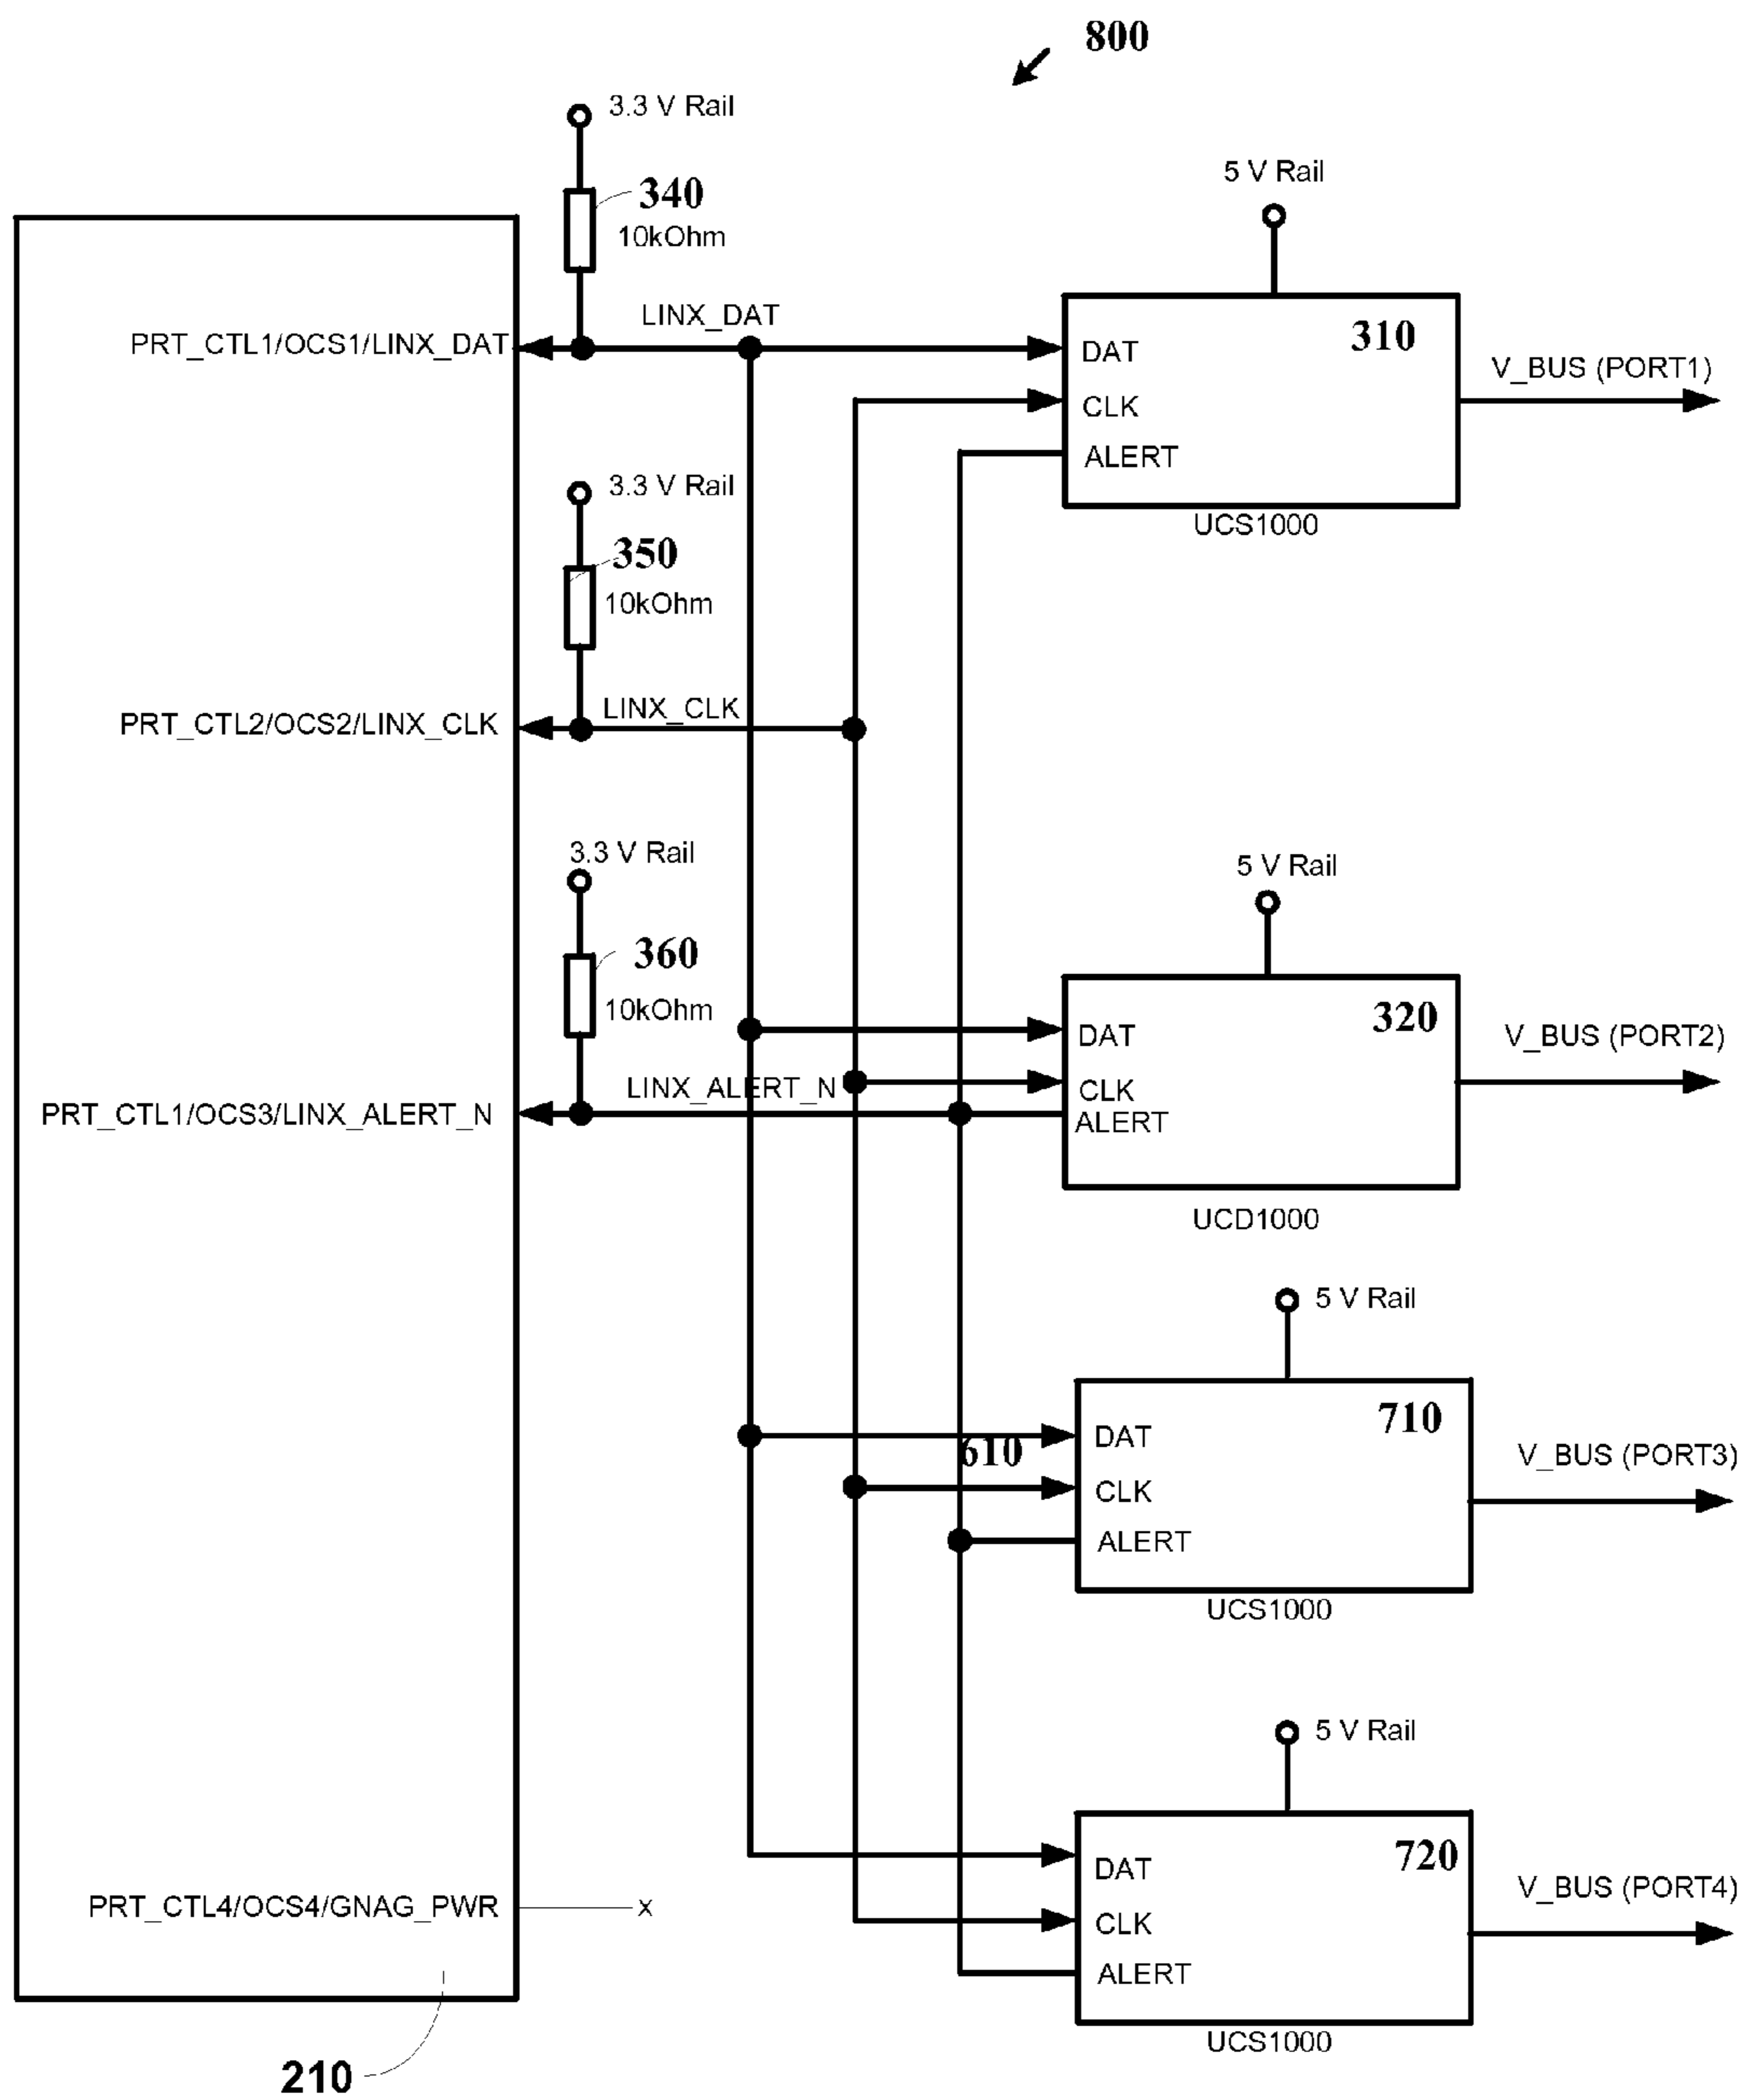 800
3.3 V Rail
340
10kOhm
5 V Rail
LINX_DAT
PRT_CTL1/OCS1/LINX_DAT
310
DAT
CLK
ALERT
V_BUS (PORT1)
UCS1000
3.3 V Rail
350
10kOhm
LINX_CLK
PRT_CTL2/OCS2/LINX_CLK
3.3 V Rail
360
10kOhm
5 V Rail
LINX_ALERT_N
PRT_CTL1/OCS3/LINX_ALERT_N
320
DAT
CLK
ALERT
V_BUS (PORT2)
UCD1000
5 V Rail
710
610
DAT
CLK
ALERT
V_BUS (PORT3)
UCS1000
5 V Rail
720
DAT
CLK
ALERT
V_BUS (PORT4)
UCS1000
PRT_CTL4/OCS4/GNAG_PWR
x
210